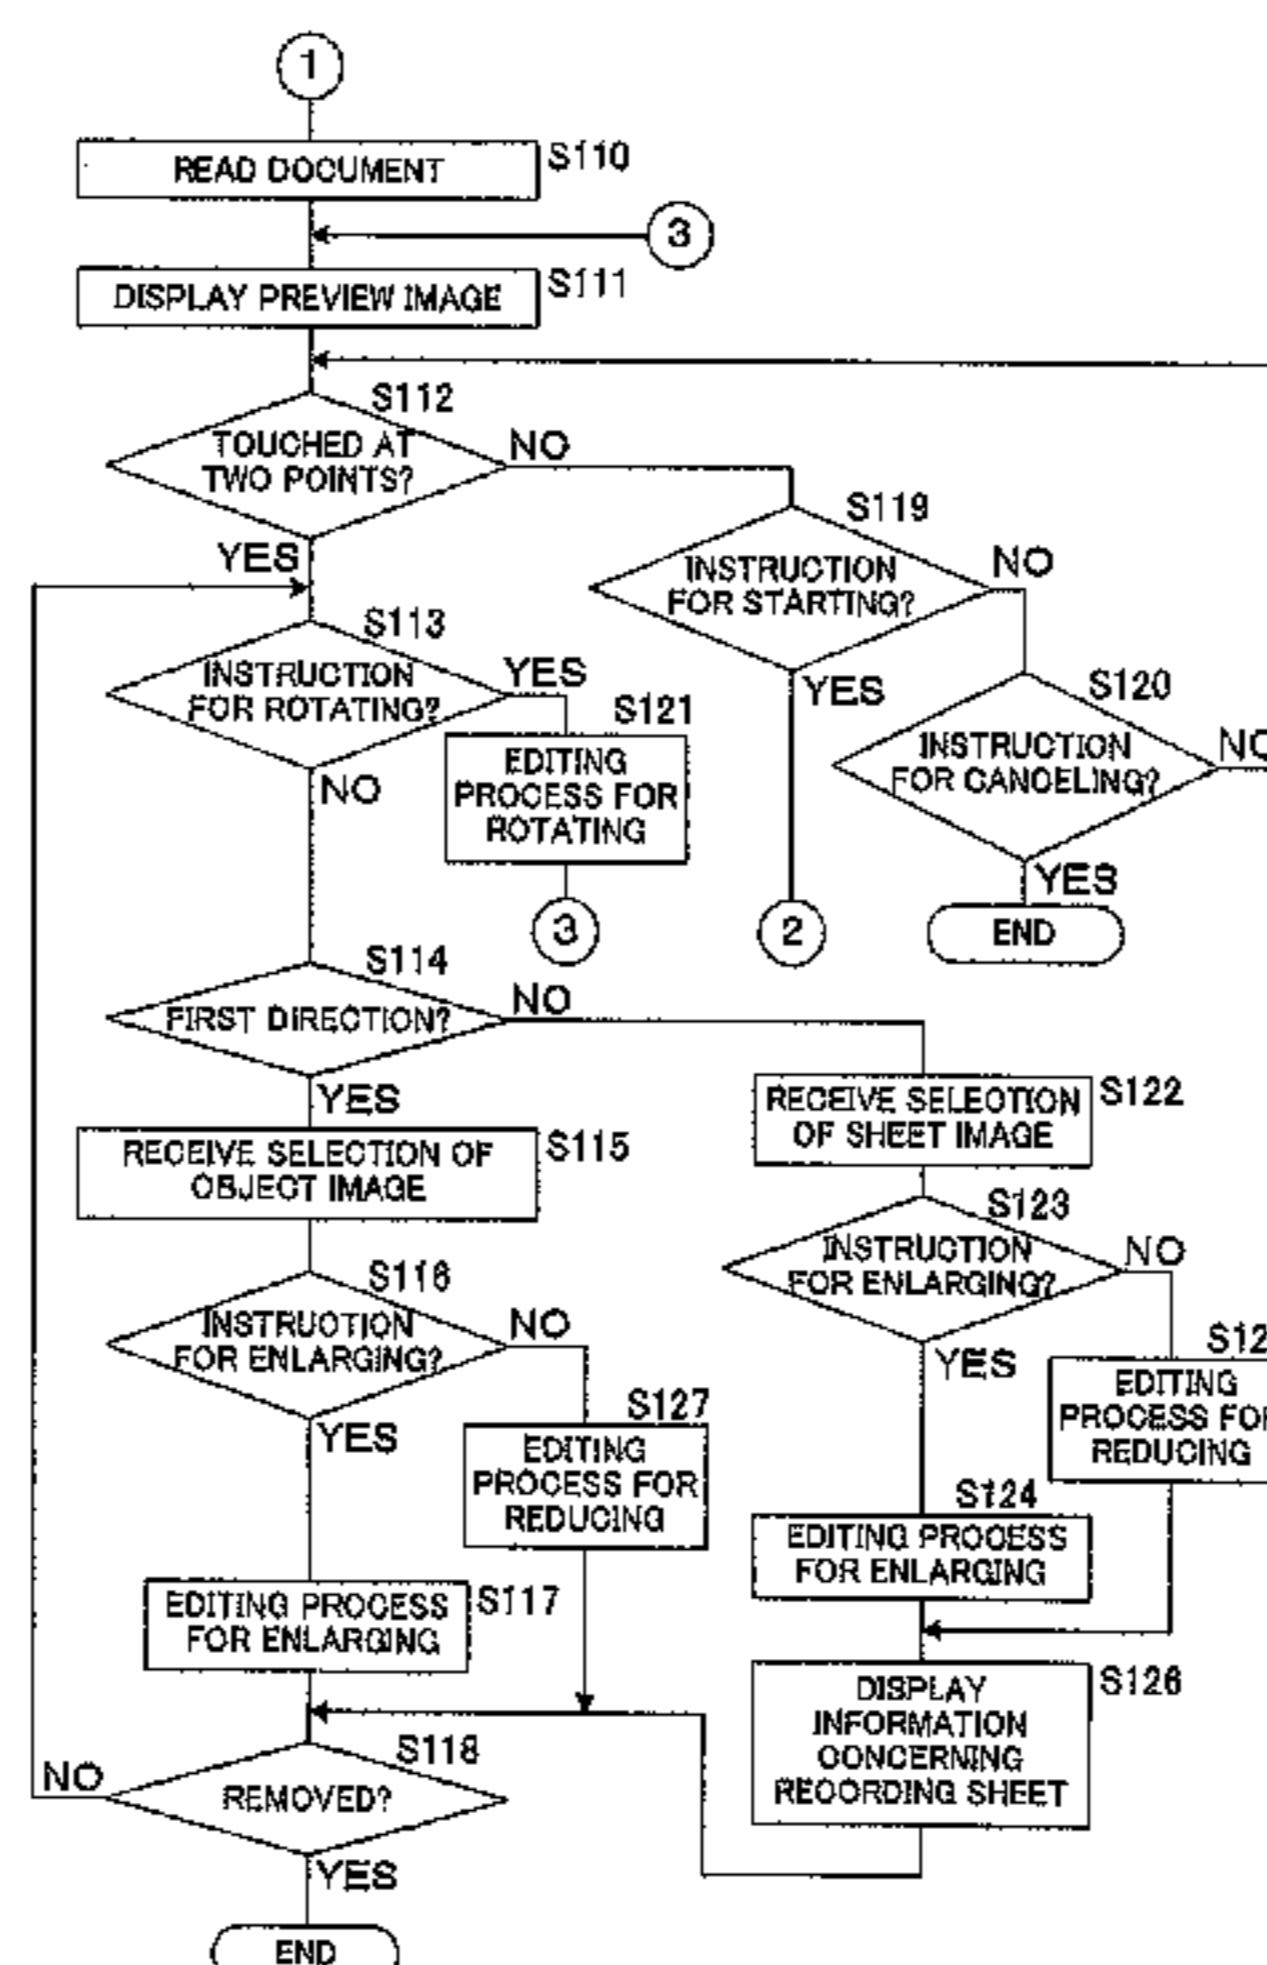 1
READ DOCUMENT
S110
3
DISPLAY PREVIEW IMAGE
S111
S112
TOUCHED AT
TWO POINTS?
NO
YES
S119
INSTRUCTION
FOR STARTING?
NO
YES
S113
INSTRUCTION
FOR ROTATING?
YES
NO
S121
EDITING
PROCESS FOR
ROTATING
3
2
S120
INSTRUCTION
FOR CANCELING?
NO
YES
END
S114
FIRST DIRECTION?
NO
YES
S122
RECEIVE SELECTION
OF SHEET IMAGE
S115
RECEIVE SELECTION OF
OBJECT IMAGE
S123
INSTRUCTION
FOR ENLARGING?
NO
YES
S116
INSTRUCTION
FOR ENLARGING?
NO
YES
S12
EDITING
PROCESS FOR
REDUCING
S127
EDITING
PROCESS FOR
REDUCING
S124
EDITING PROCESS
FOR ENLARGING
S117
EDITING PROCESS
FOR ENLARGING
S126
DISPLAY
INFORMATION
CONCERNING
RECORDING SHEET
S118
REMOVED?
NO
YES
END